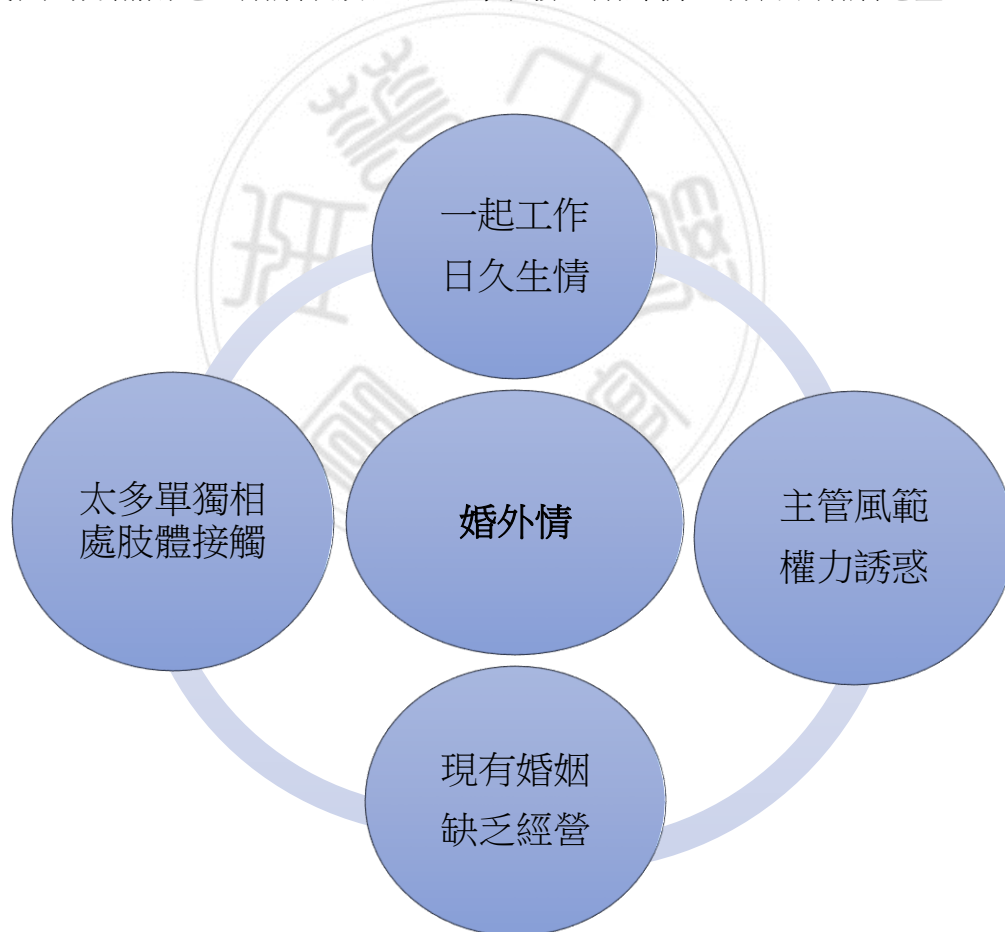 一起工作
日久生情
太多單獨相
處肢體接觸
婚外情
主管風範
權力誘惑
現有婚姻
缺乏經營